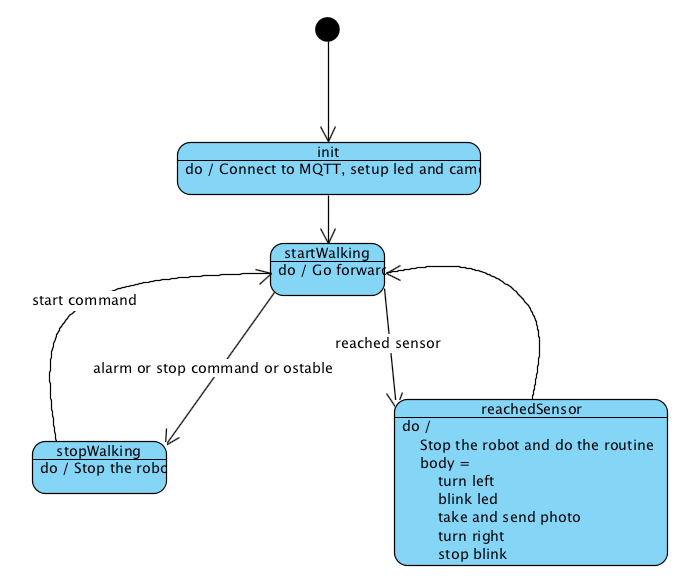 init
do / Connect to MQTT, setup led and came
startWalking
do / Go forward
start command
reached sensor
alarm or stop command or ostable
reachedSensor
do /
Stop the robot and do the routine
body =
turn left
blink led
take and send photo
turn right
stop blink
stopWalking
do / Stop the robo